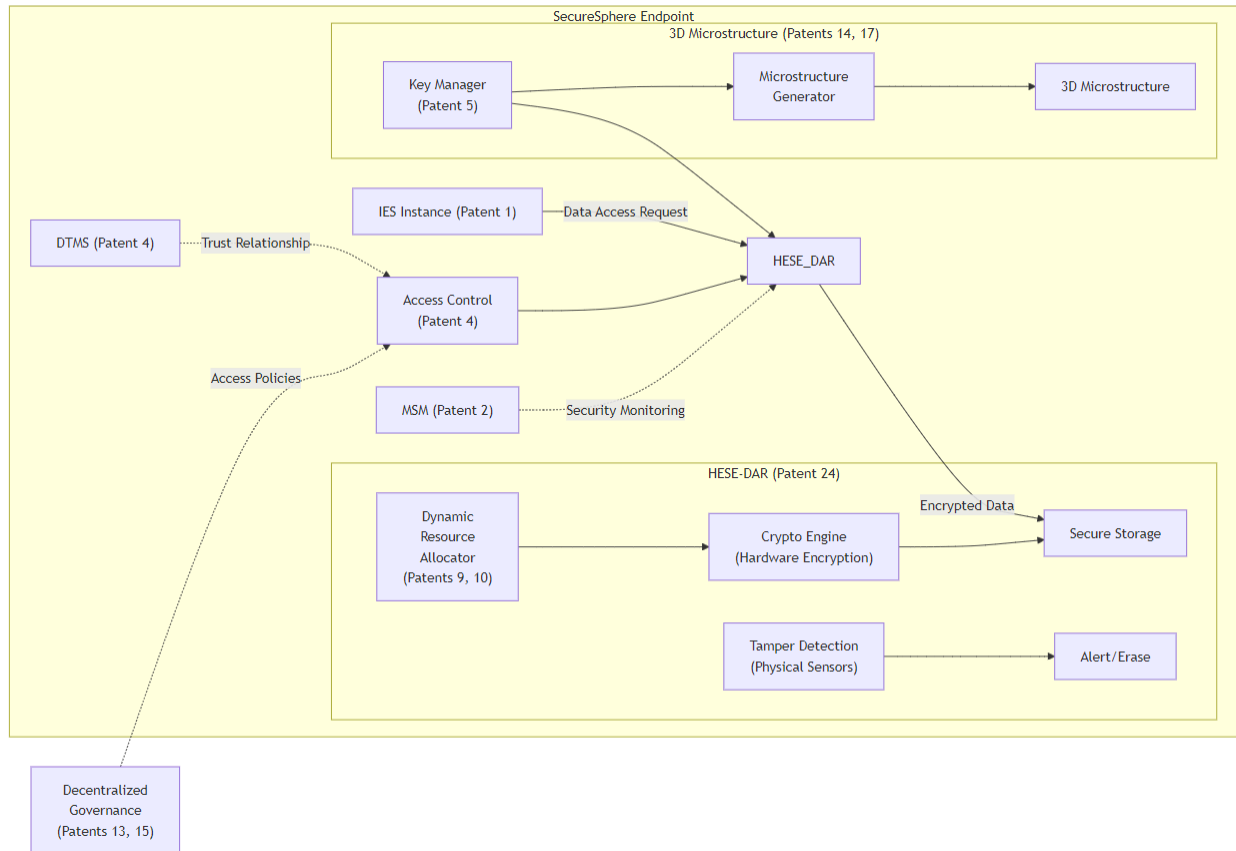 SecureSphere Endpoint
3D Microstructure (Patents 14, 17)
Key Manager
(Patent 5)
Microstructure
Generator
3D Microstructure
IES Instance (Patent 1)
Data Access Request
DTMS (Patent 4)
Trust Relationship
HESE_DAR
Access Control
(Patent 4)
Access Policies
MSM (Patent 2)
Security Monitoring
HESE-DAR (Patent 24)
Dynamic
Resource
Allocator
(Patents 9, 10)
Crypto Engine
(Hardware Encryption)
Encrypted Data
Secure Storage
Tamper Detection
(Physical Sensors)
Alert/Erase
Decentralized
Governance
(Patents 13, 15)